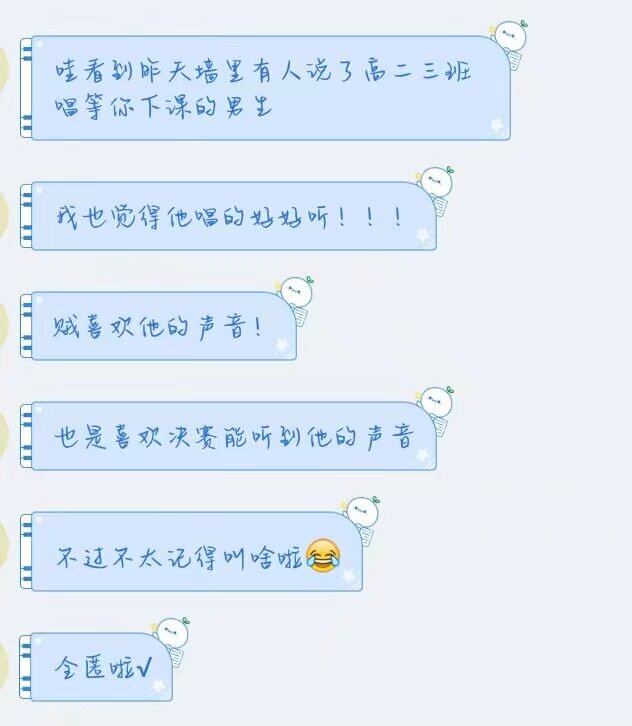 哇看到昨天墙里有人说了高二三班
唱等你下课的男生
我也觉得他唱的好好听！！！
贼喜欢他的声音！
也是喜欢决赛能听到他的声音
不过不太记得叫啥啦😂
全匿啦√